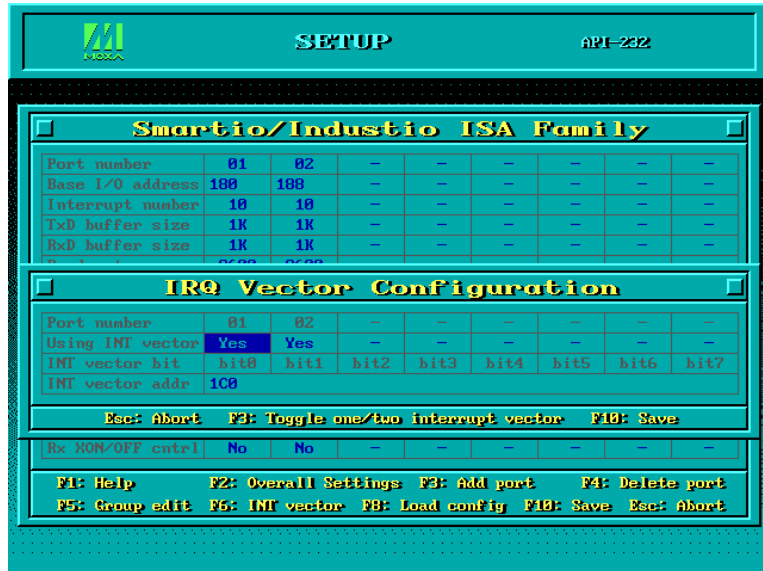 MOXA
SETUP API-232
Smartio/Industio ISA Family
Port number 01 02 - - - - - -
Base I/O address 180 188 - - - - - -
Interrupt number 10 10 - - - - - -
TxD buffer size 1K 1K - - - - - -
RxD buffer size 1K 1K - - - - - -
IRQ Vector Configuration
Port number 01 02 - - - - - -
Using INT vector Yes Yes - - - - - -
INT vector bit bit0 bit1 bit2 bit3 bit4 bit5 bit6 bit7
INT vector addr 1C0
Esc: Abort F3: Toggle one/two interrupt vector F10: Save
Rx XON/OFF cntrl No No - - - - - -
F1: Help F2: Overall Settings F3: Add port F4: Delete port
F5: Group edit F6: INT vector F8: Load config F10: Save Esc: Abort